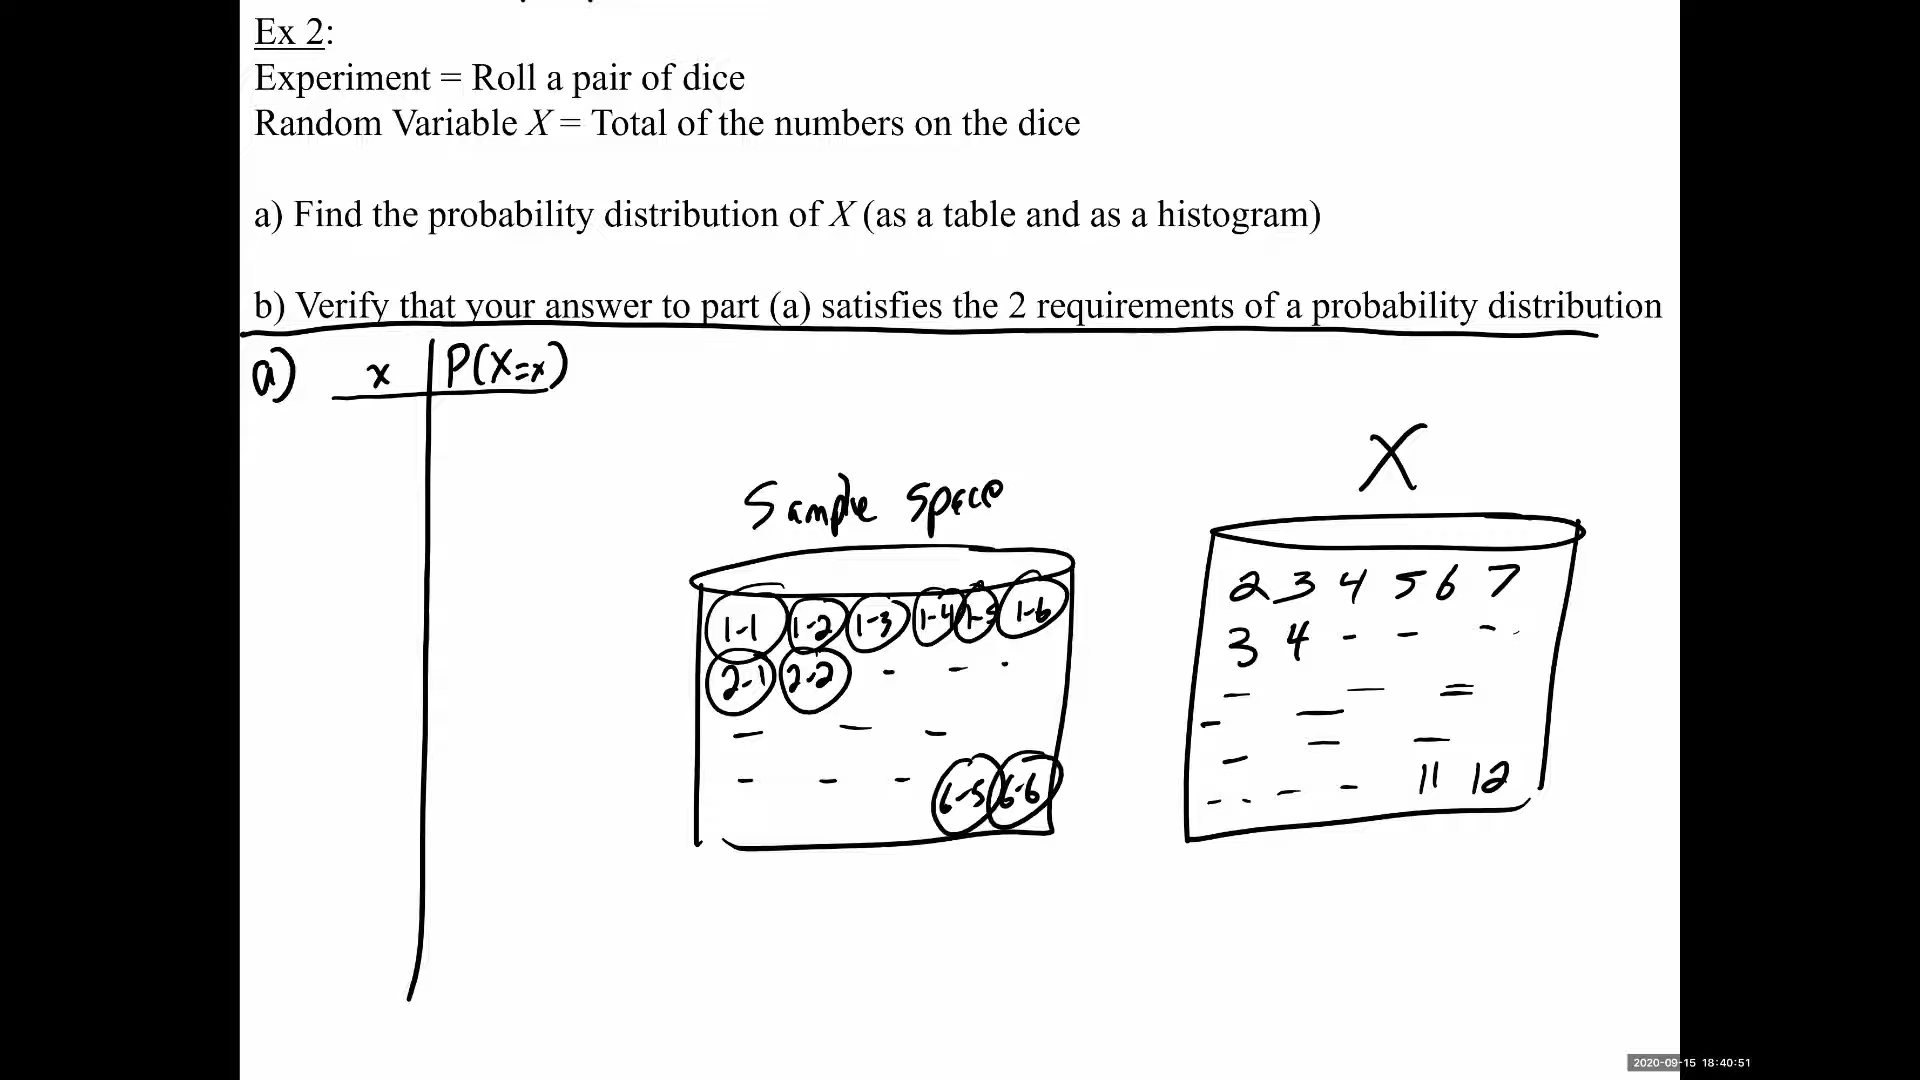 Ex 2:
Experiment = Roll a pair of dice
Random Variable X = Total of the numbers on the dice
a) Find the probability distribution of X (as a table and as a histogram)
b) Verify that your answer to part (a) satisfies the 2 requirements of a probability distribution
a) x P(X=x)
X
Sample space
2 3 4 5 6 7
1-1 1-2 1-3 1-4 1-5 1-6
3 4 - - -
2-1 2-2 - - -
11 12
6-5 6-6
2020-09-15 18:40:51